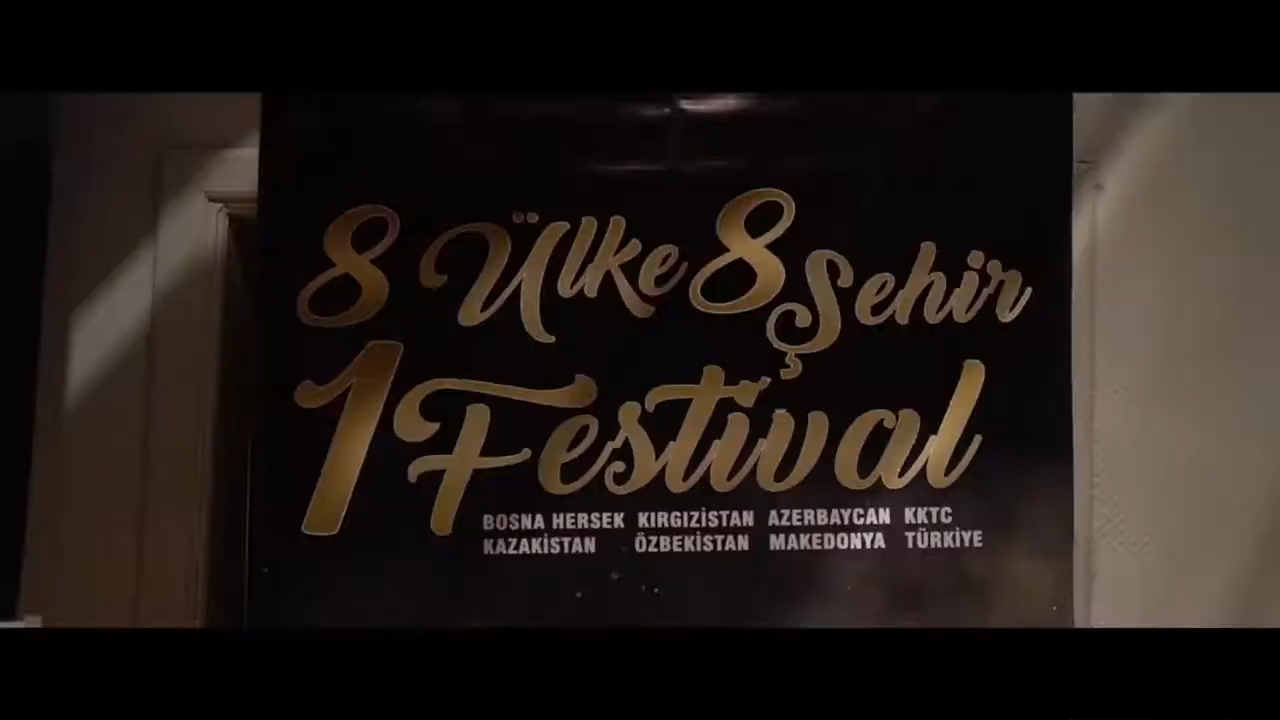 8 Ülke 8 Şehir
1 Festival
BOSNA HERSEK KIRGIZİSTAN AZERBAYCAN KKTC
KAZAKİSTAN ÖZBEKİSTAN MAKEDONYA TÜRKİYE